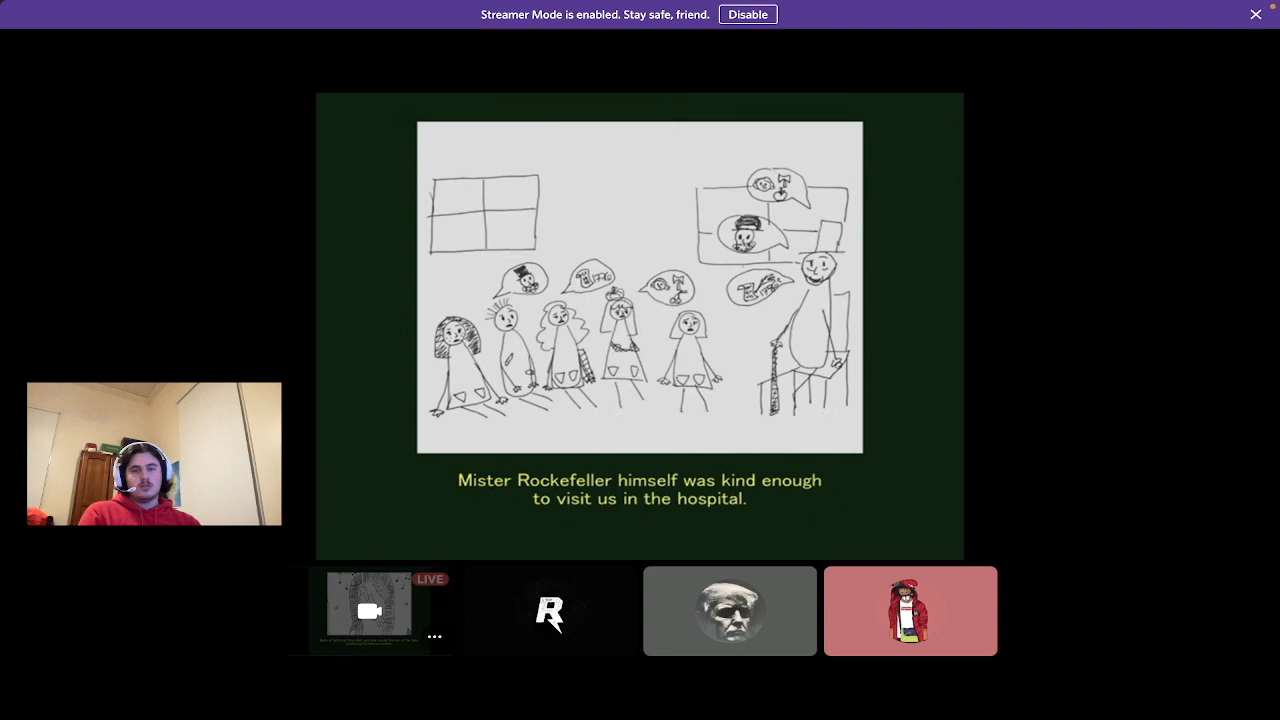 Streamer Mode is enabled. Stay safe, friend. Disable
Mister Rockefeller himself was kind enough
to visit us in the hospital.
LIVE
R